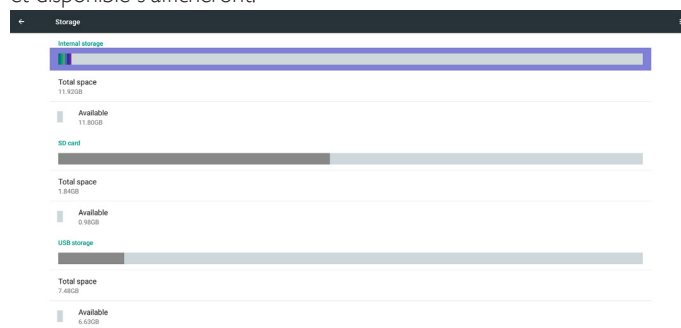 et disponible s'afficheront.
Storage
Internal storage
Total space
11.92GB
Available
11.80GB
SD card
Total space
1.84GB
Available
0.98GB
USB storage
Total space
7.48GB
Available
6.63GB